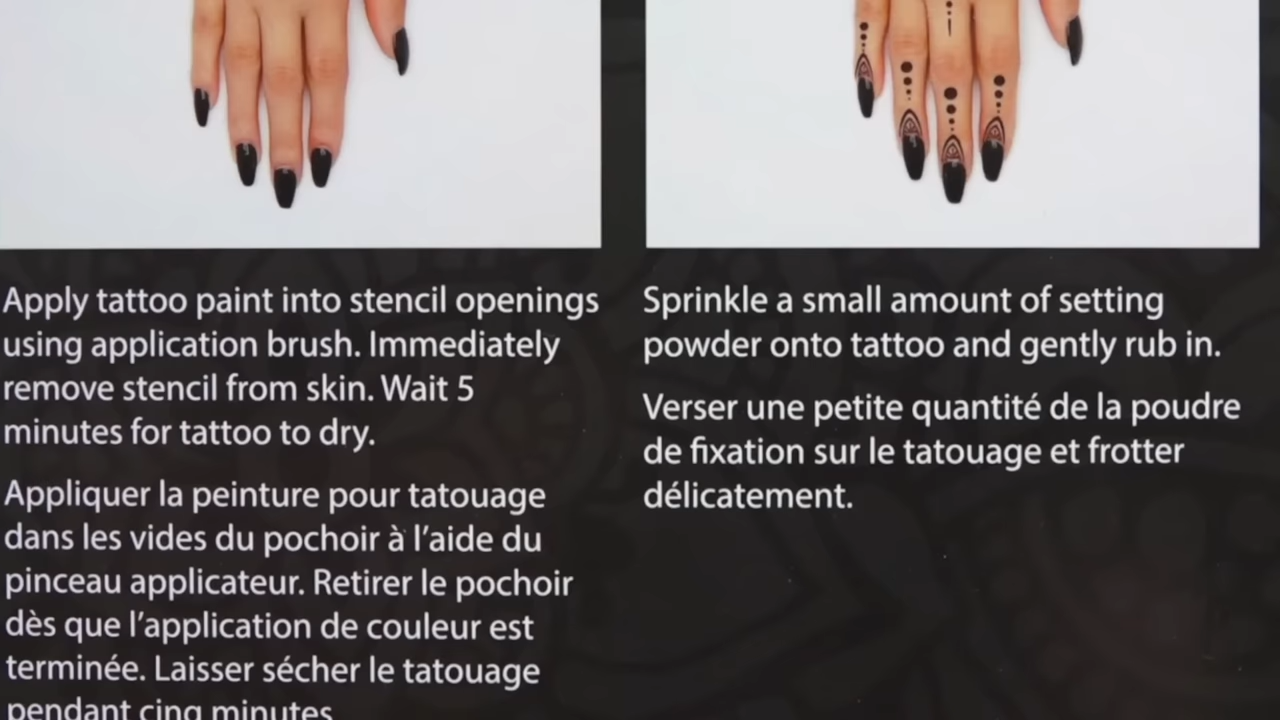 Apply tattoo paint into stencil openings
using application brush. Immediately
remove stencil from skin. Wait 5
minutes for tattoo to dry.
Appliquer la peinture pour tatouage
dans les vides du pochoir à l'aide du
pinceau applicateur. Retirer le pochoir
dès que l'application de couleur est
terminée. Laisser sécher le tatouage
pendant cinq minutes
Sprinkle a small amount of setting
powder onto tattoo and gently rub in.
Verser une petite quantité de la poudre
de fixation sur le tatouage et frotter
délicatement.